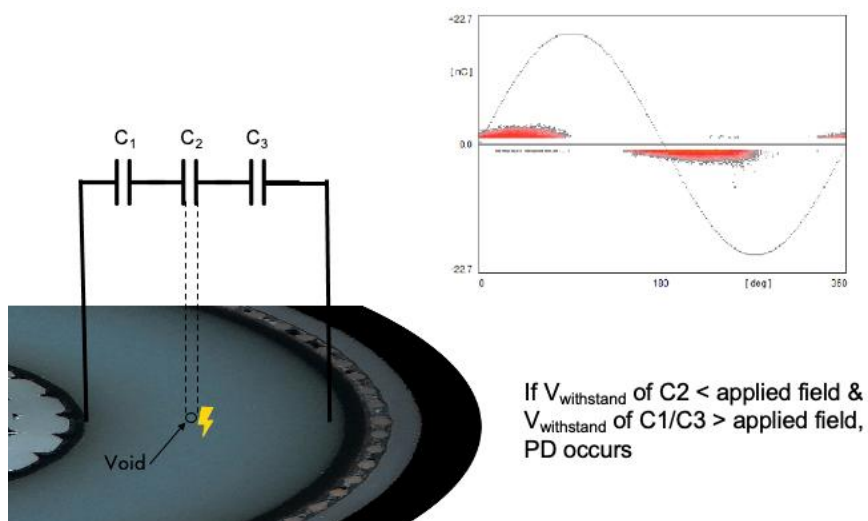 +22.7
[nC]
0.0
-22.7
0
180
[deg]
360
C1 C2 C3
Void
If Vwithstand of C2 < applied field &
Vwithstand of C1/C3 > applied field,
PD occurs